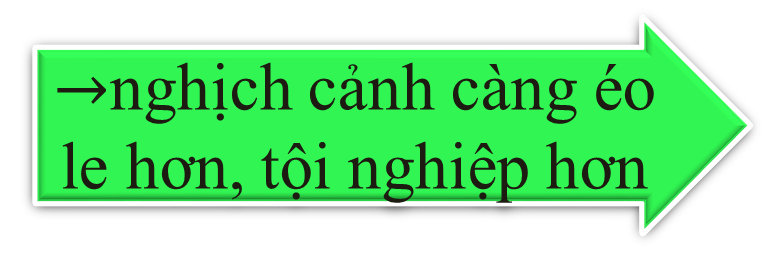 →nghịch cảnh càng éo
le hơn, tội nghiệp hơn